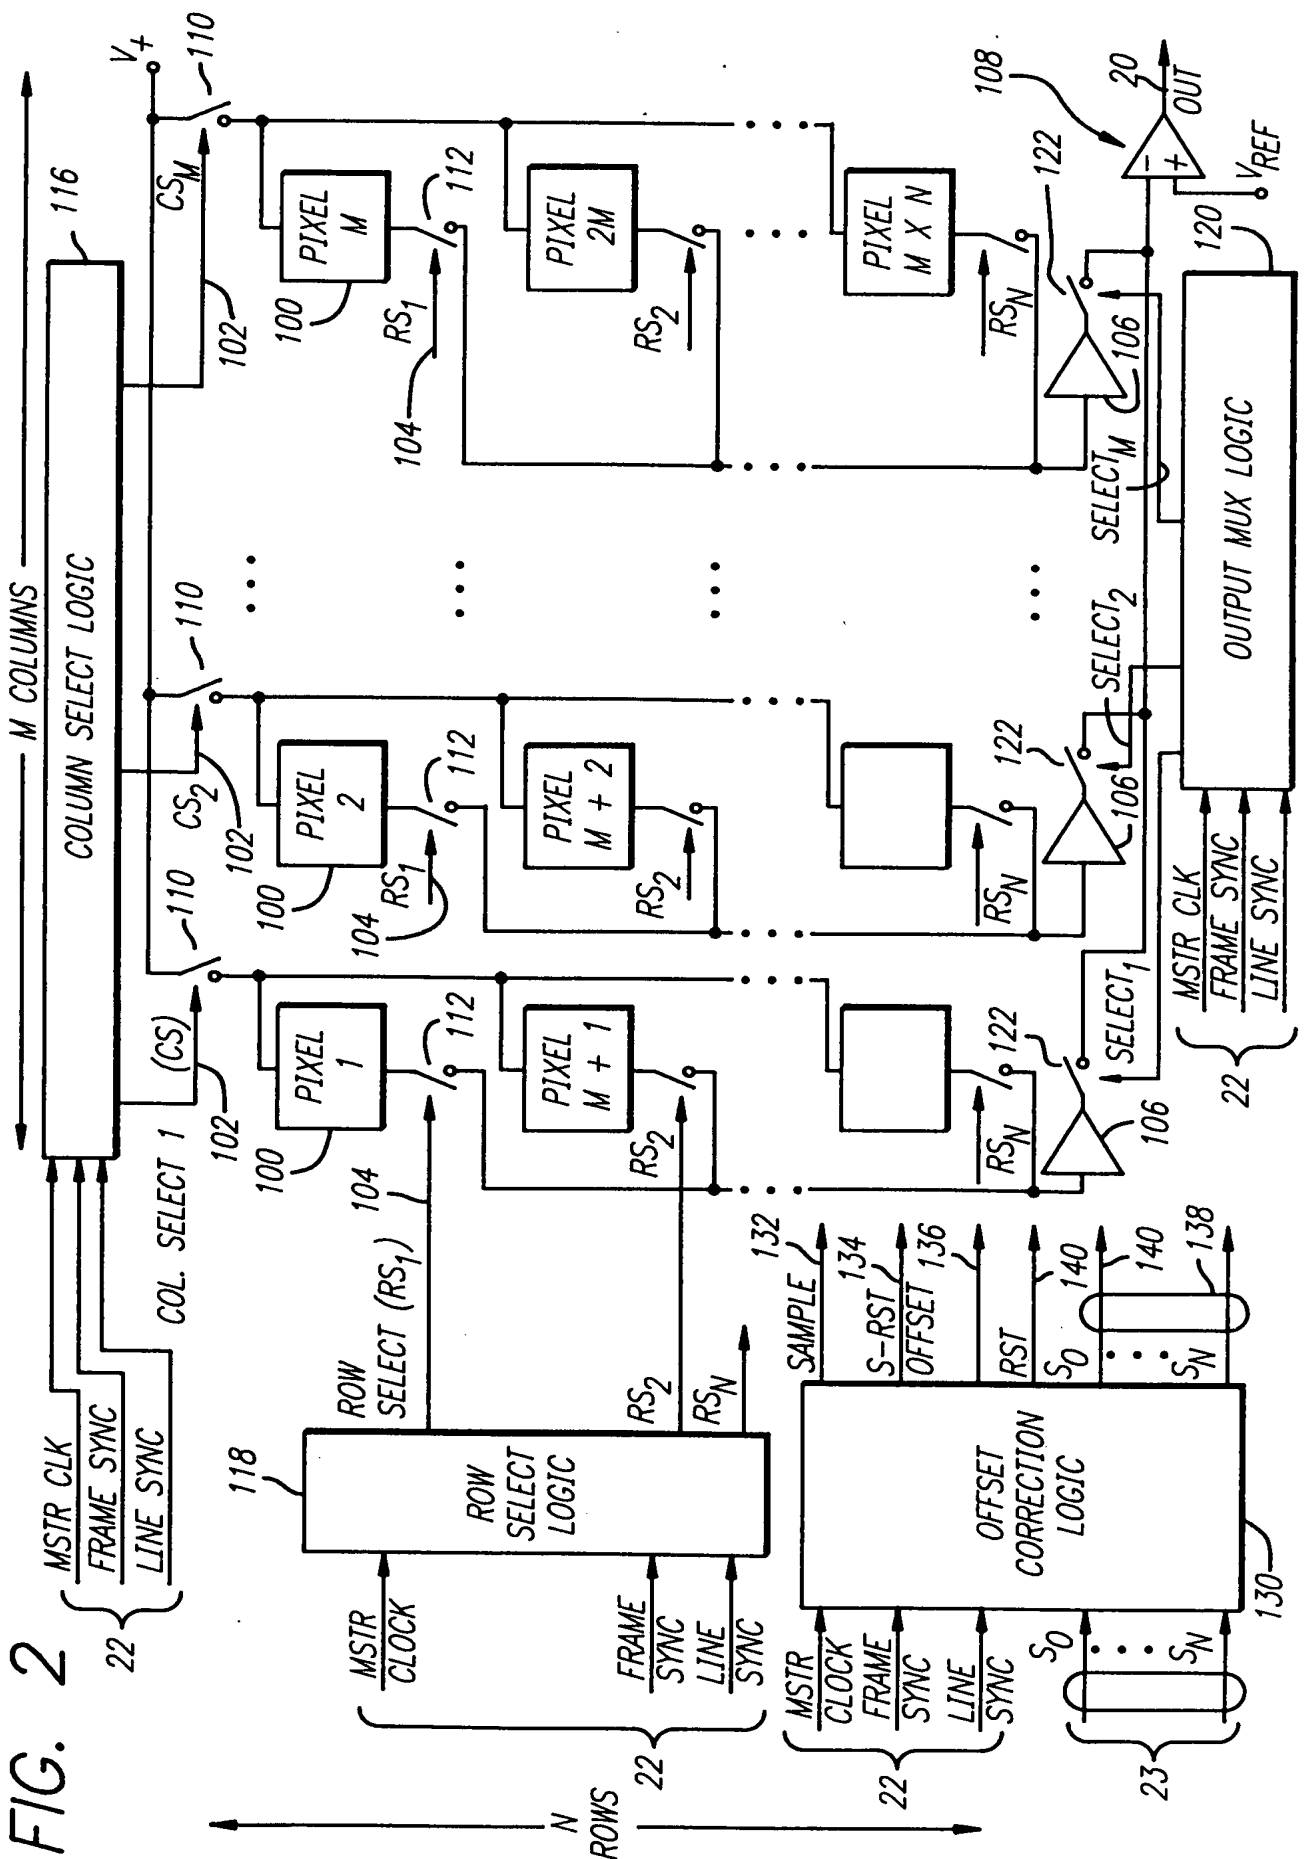 FIG. 2
M COLUMNS
N
ROWS
MSTR CLK
FRAME SYNC
LINE SYNC
22
COLUMN SELECT LOGIC
116
V+
COL. SELECT 1 (CS)
102
110
CS2
102
110
CSM
102
110
118
MSTR
CLOCK
FRAME
SYNC
LINE
SYNC
22
ROW
SELECT
LOGIC
ROW
SELECT (RS1)
104
RS2
RSN
PIXEL
1
100
112
PIXEL
2
100
RS1
104
112
PIXEL
M
100
RS1
104
112
PIXEL
M + 1
RS2
PIXEL
M + 2
RS2
PIXEL
2M
RS2
RSN
RSN
PIXEL
M X N
RSN
106
122
SELECT1
106
122
SELECT2
106
122
SELECTM
108
20
OUT
VREF
-
+
MSTR
CLOCK
FRAME
SYNC
LINE
SYNC
22
S0
SN
23
OFFSET
CORRECTION
LOGIC
130
SAMPLE
132
S-RST
134
OFFSET
136
RST
140
S0
140
SN
138
MSTR CLK
FRAME SYNC
LINE SYNC
22
OUTPUT MUX LOGIC
120